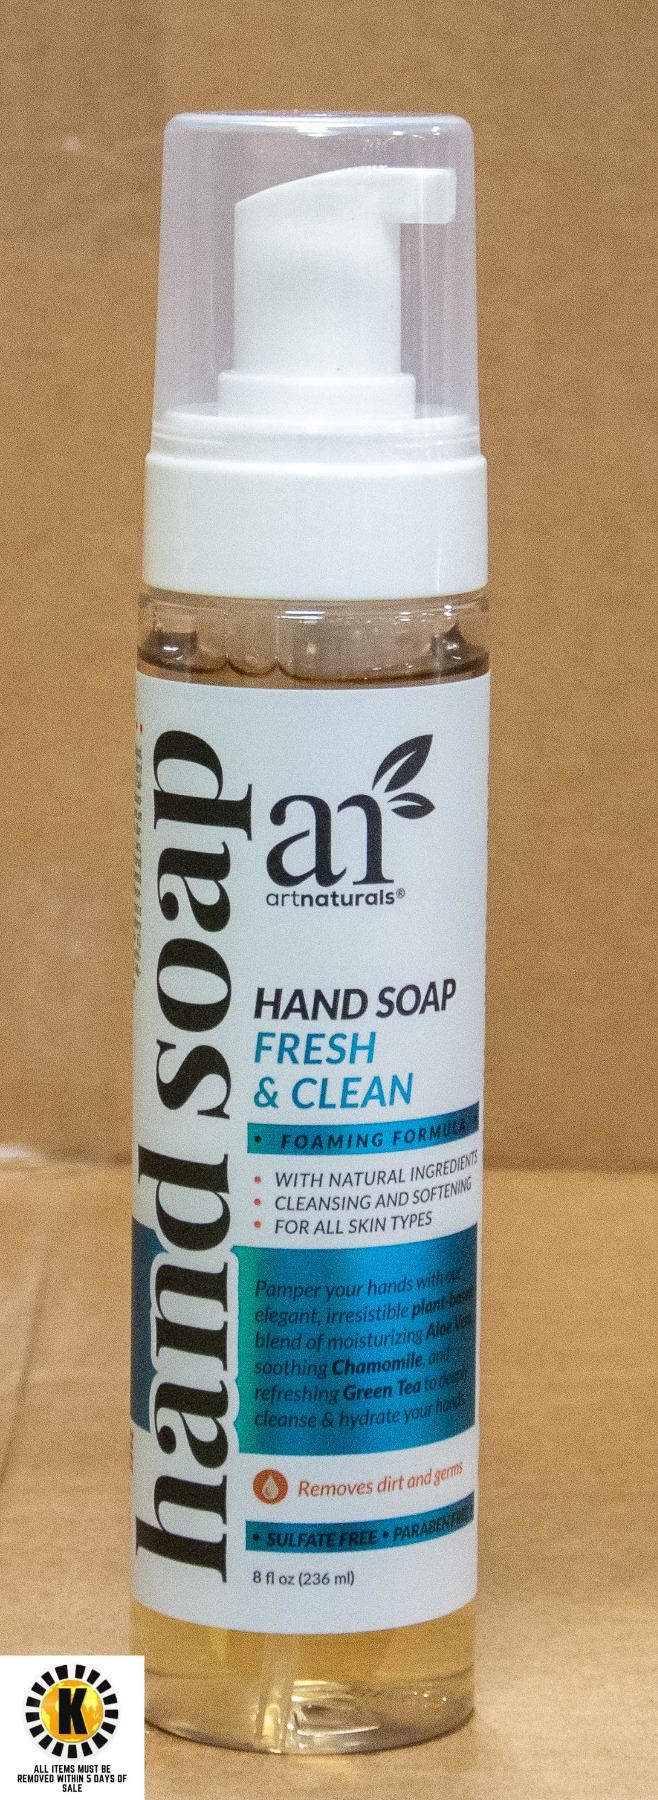 hand soap
ar
artnaturals®
HAND SOAP
FRESH
& CLEAN
• FOAMING FORMULA •
• WITH NATURAL INGREDIENTS
• CLEANSING AND SOFTENING
• FOR ALL SKIN TYPES
Pamper your hands with our
elegant, irresistible plant-based
blend of moisturizing Aloe Vera,
soothing Chamomile, and
refreshing Green Tea to deeply
cleanse & hydrate your hands.
Removes dirt and germs
• SULFATE FREE • PARABEN FREE
8 fl oz (236 ml)
K
ALL ITEMS MUST BE
REMOVED WITHIN 5 DAYS OF
SALE